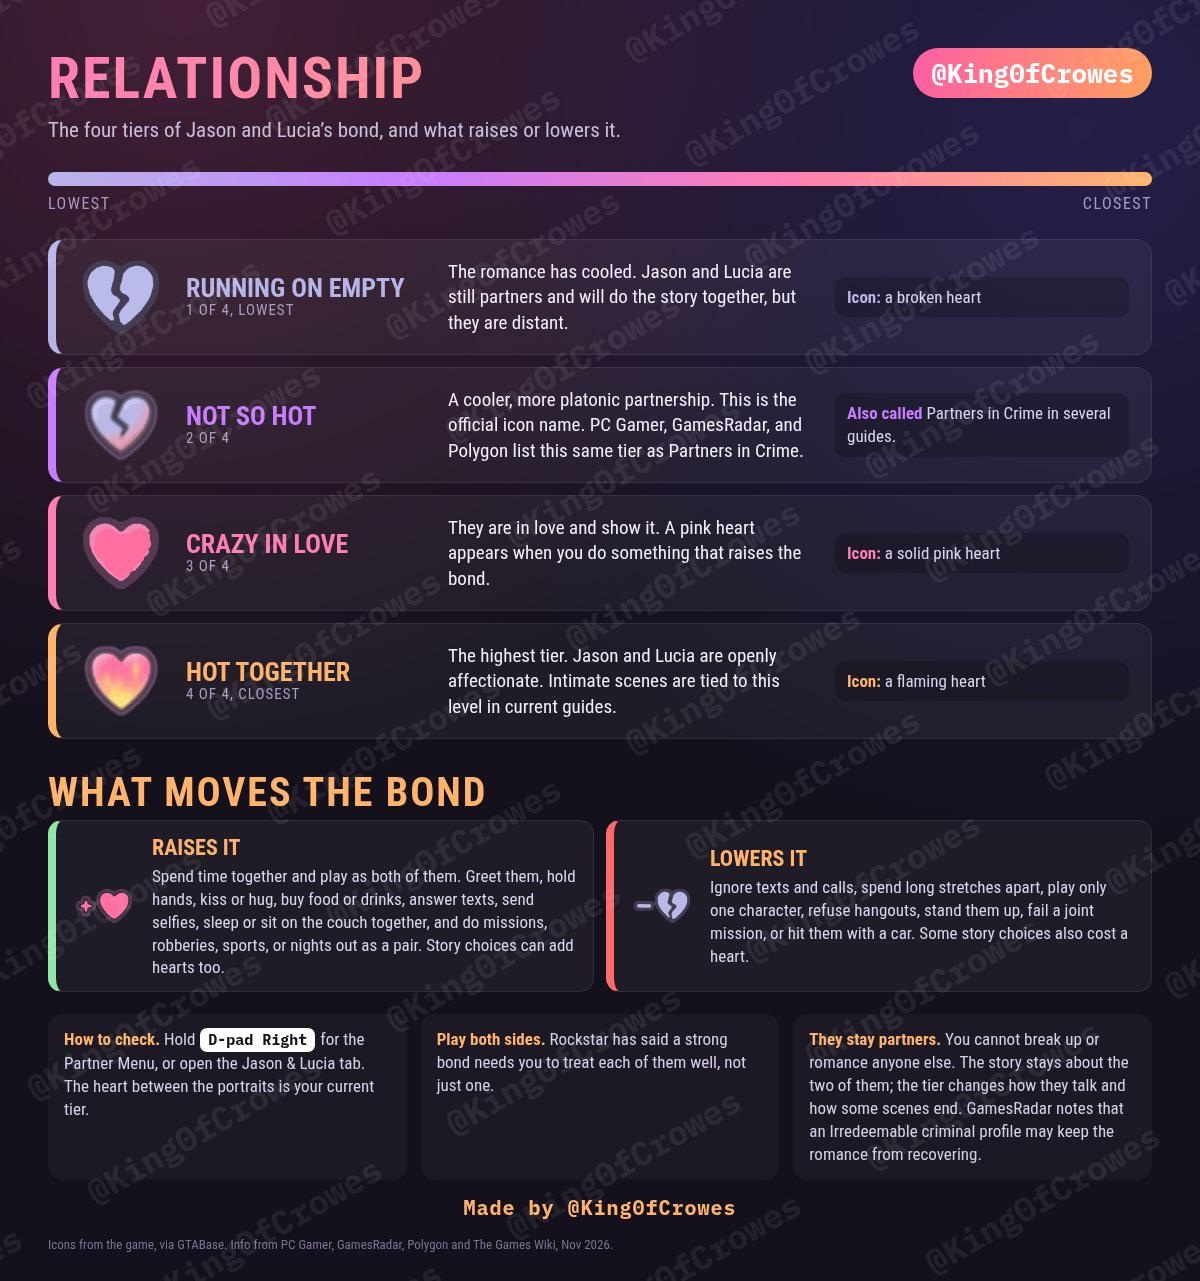 RELATIONSHIP
@KingOfCrowes
The four tiers of Jason and Lucia’s bond, and what raises or lowers it.
LOWEST
CLOSEST
RUNNING ON EMPTY
1 OF 4, LOWEST
The romance has cooled. Jason and Lucia are
still partners and will do the story together, but
they are distant.
Icon: a broken heart
NOT SO HOT
2 OF 4
A cooler, more platonic partnership. This is the
official icon name. PC Gamer, GamesRadar, and
Polygon list this same tier as Partners in Crime.
Also called Partners in Crime in several
guides.
CRAZY IN LOVE
3 OF 4
They are in love and show it. A pink heart
appears when you do something that raises the
bond.
Icon: a solid pink heart
HOT TOGETHER
4 OF 4, CLOSEST
The highest tier. Jason and Lucia are openly
affectionate. Intimate scenes are tied to this
level in current guides.
Icon: a flaming heart
WHAT MOVES THE BOND
RAISES IT
Spend time together and play as both of them. Greet them, hold
hands, kiss or hug, buy food or drinks, answer texts, send
selfies, sleep or sit on the couch together, and do missions,
robberies, sports, or nights out as a pair. Story choices can add
hearts too.
LOWERS IT
Ignore texts and calls, spend long stretches apart, play only
one character, refuse hangouts, stand them up, fail a joint
mission, or hit them with a car. Some story choices also cost a
heart.
How to check. Hold D-pad Right for the
Partner Menu, or open the Jason & Lucia tab.
The heart between the portraits is your current
tier.
Play both sides. Rockstar has said a strong
bond needs you to treat each of them well, not
just one.
They stay partners. You cannot break up or
romance anyone else. The story stays about the
two of them; the tier changes how they talk and
how some scenes end. GamesRadar notes that
an Irredeemable criminal profile may keep the
romance from recovering.
Made by @KingOfCrowes
Icons from the game, via GTABase. Info from PC Gamer, GamesRadar, Polygon and The Games Wiki, Nov 2026.